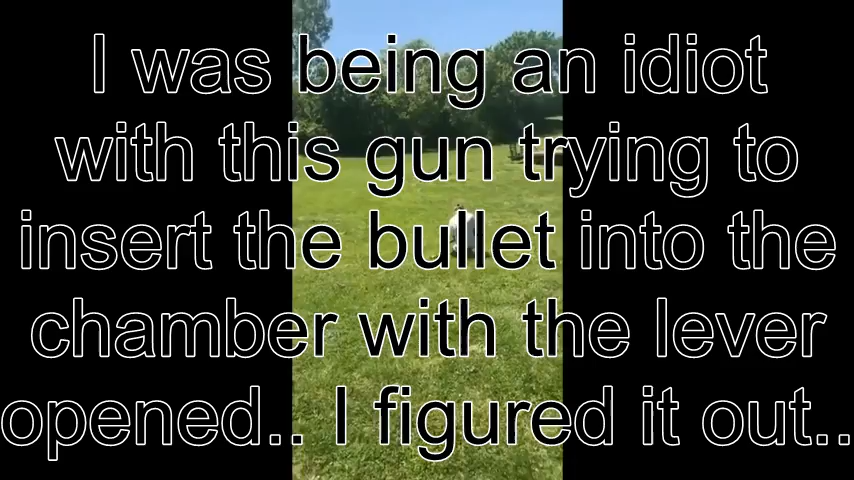 I was being an idiot
with this gun trying to
insert the bullet into the
chamber with the lever
opened.. I figured it out..